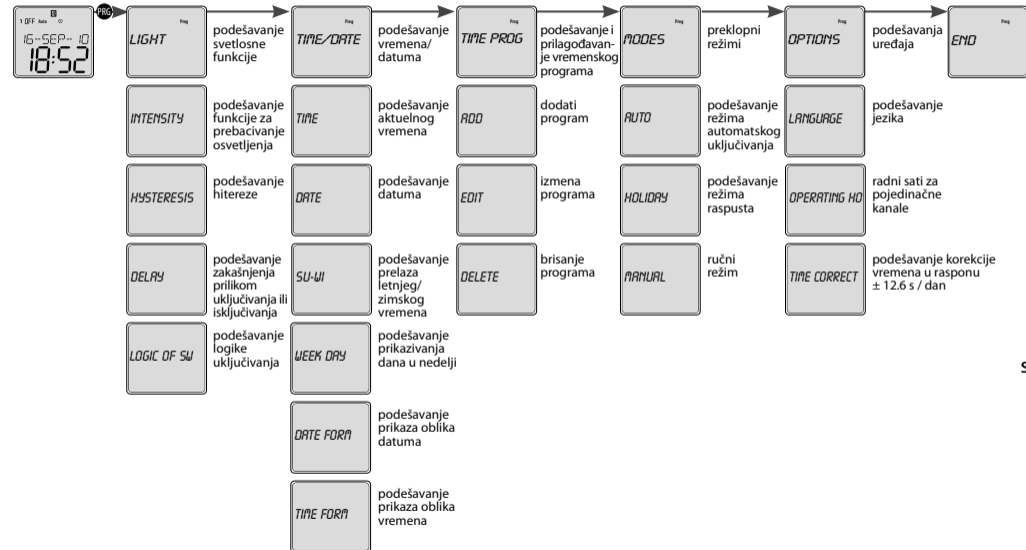 1 OFF Auto
16-SEP-10
18:52
PRG
Prog
LIGHT
podešavanje
svetlosne
funkcije
INTENSITY
podešavanje
funkcije za
prebacivanje
osvetljenja
HYSTERESIS
podešavanje
hitereze
DELAY
podešavanje
zakašnjenja
prilikom
uključivanja ili
isključivanja
LOGIC OF SW
podešavanje
logike
uključivanja
Prog
TIME/DATE
podešavanje
vremena/
datuma
TIME
podešavanje
aktuelnog
vremena
DATE
podešavanje
datuma
SU-WI
podešavanje
prelaza
letnjeg/
zimskog
vremena
WEEK DAY
podešavanje
prikazivanja
dana u nedelji
DATE FORM
podešavanje
prikaza oblika
datuma
TIME FORM
podešavanje
prikaza oblika
vremena
Prog
TIME PROG
podešavanje i
prilagođavan-
je vremenskog
programa
ADD
dodati
program
EDIT
izmena
programa
DELETE
brisanje
programa
Prog
MODES
preklopni
režimi
AUTO
podešavanje
režima
automatskog
uključivanja
HOLIDAY
podešavanje
režima
raspusta
MANUAL
ručni
režim
Prog
OPTIONS
podešavanja
uređaja
LANGUAGE
podešavanje
jezika
OPERATING HO
radni sati za
pojedinačne
kanale
TIME CORRECT
podešavanje korekcije
vremena u rasponu
± 12.6 s / dan
Prog
END
S